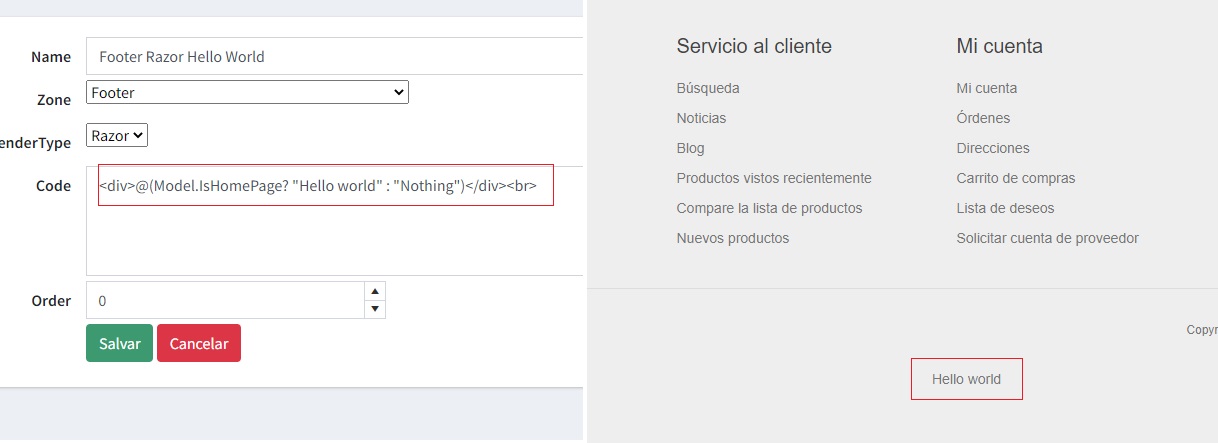 Name Footer Razor Hello World
Zone Footer
enderType Razor
Code <div>@(Model.IsHomePage? "Hello world" : "Nothing")</div><br>
Order 0
Salvar Cancelar
Servicio al cliente
Búsqueda
Noticias
Blog
Productos vistos recientemente
Compare la lista de productos
Nuevos productos
Mi cuenta
Mi cuenta
Órdenes
Direcciones
Carrito de compras
Lista de deseos
Solicitar cuenta de proveedor
Copyr
Hello world